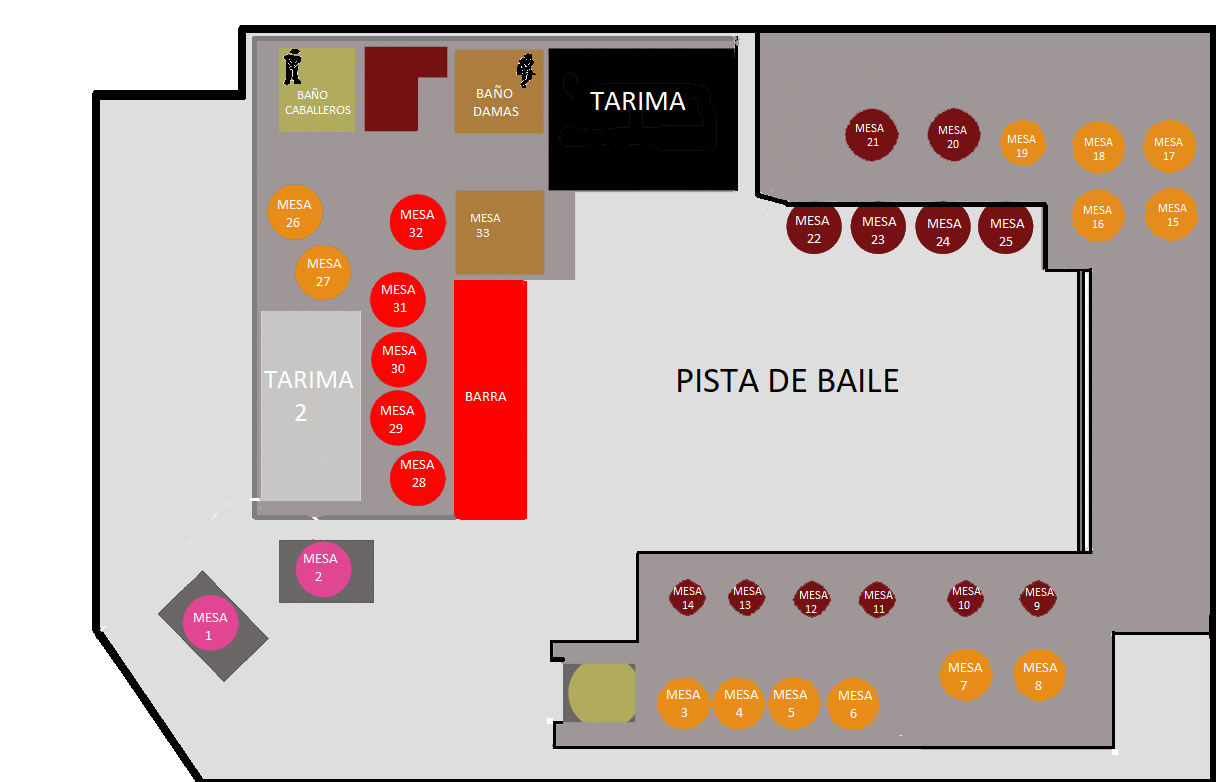 BAÑO
CABALLEROS
BAÑO
DAMAS
TARIMA
MESA
21
MESA
20
MESA
19
MESA
18
MESA
17
MESA
26
MESA
32
MESA
33
MESA
22
MESA
23
MESA
24
MESA
25
MESA
16
MESA
15
MESA
27
MESA
31
MESA
30
TARIMA
2
MESA
29
BARRA
PISTA DE BAILE
MESA
28
MESA
2
MESA
1
MESA
14
MESA
13
MESA
12
MESA
11
MESA
10
MESA
9
MESA
7
MESA
8
MESA
3
MESA
4
MESA
5
MESA
6